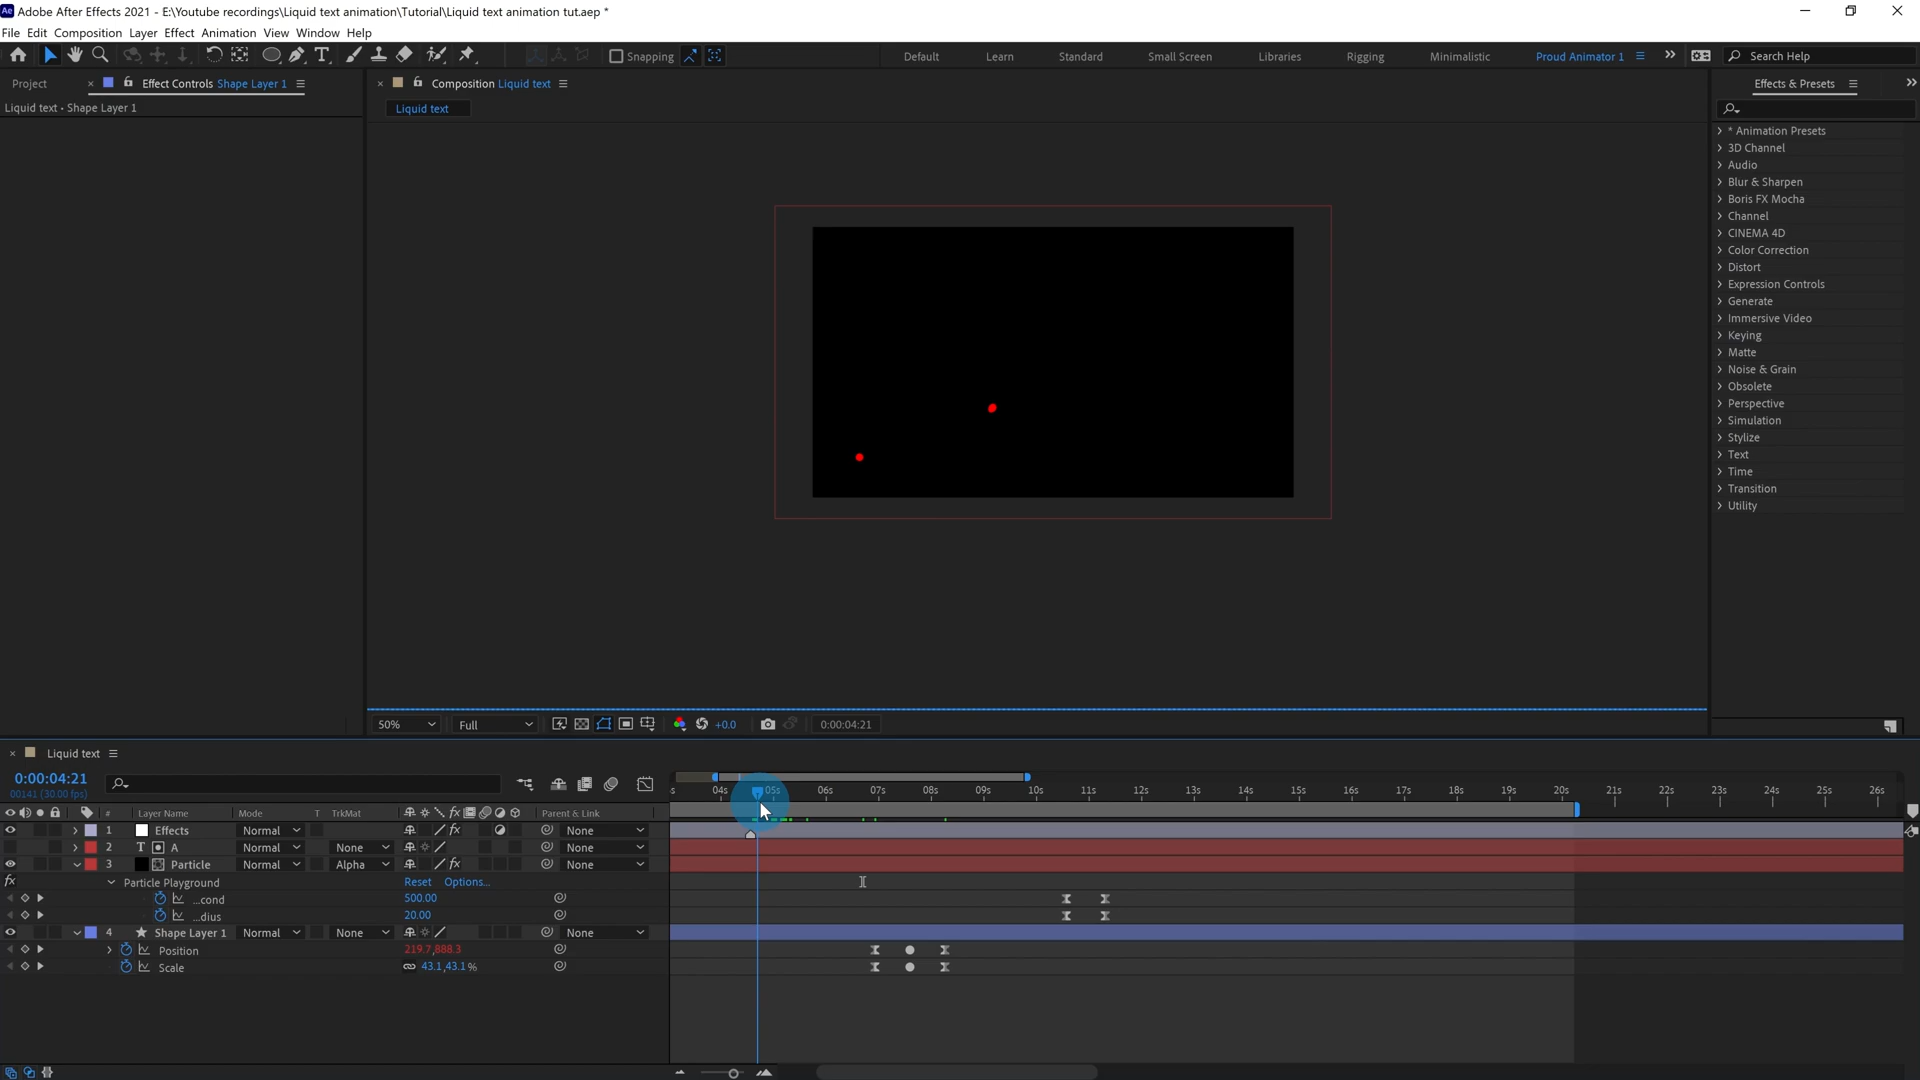 Adobe After Effects 2021 - E:\Youtube recordings\Liquid text animation\Tutorial\Liquid text animation tut.aep *
File Edit Composition Layer Effect Animation View Window Help
Snapping
Default Learn Standard Small Screen Libraries Rigging Minimalistic Proud Animator 1 Search Help
Project Effect Controls Shape Layer 1
Composition Liquid text
Effects & Presets
Liquid text • Shape Layer 1
Liquid text
* Animation Presets
3D Channel
Audio
Blur & Sharpen
Boris FX Mocha
Channel
CINEMA 4D
Color Correction
Distort
Expression Controls
Generate
Immersive Video
Keying
Matte
Noise & Grain
Obsolete
Perspective
Simulation
Stylize
Text
Time
Transition
Utility
50% Full +0.0 0:00:04:21
Liquid text
0:00:04:21
00141 (30.00 fps)
s 04s 05s 06s 07s 08s 09s 10s 11s 12s 13s 14s 15s 16s 17s 18s 19s 20s 21s 22s 23s 24s 25s 26s
# Layer Name Mode T TrkMat Parent & Link
1 Effects Normal None
2 T A Normal None None
3 Particle Normal Alpha None
fx Particle Playground Reset Options...
...cond 500.00
...dius 20.00
4 Shape Layer 1 Normal None None
Position 219.7,888.3
Scale 43.1,43.1 %